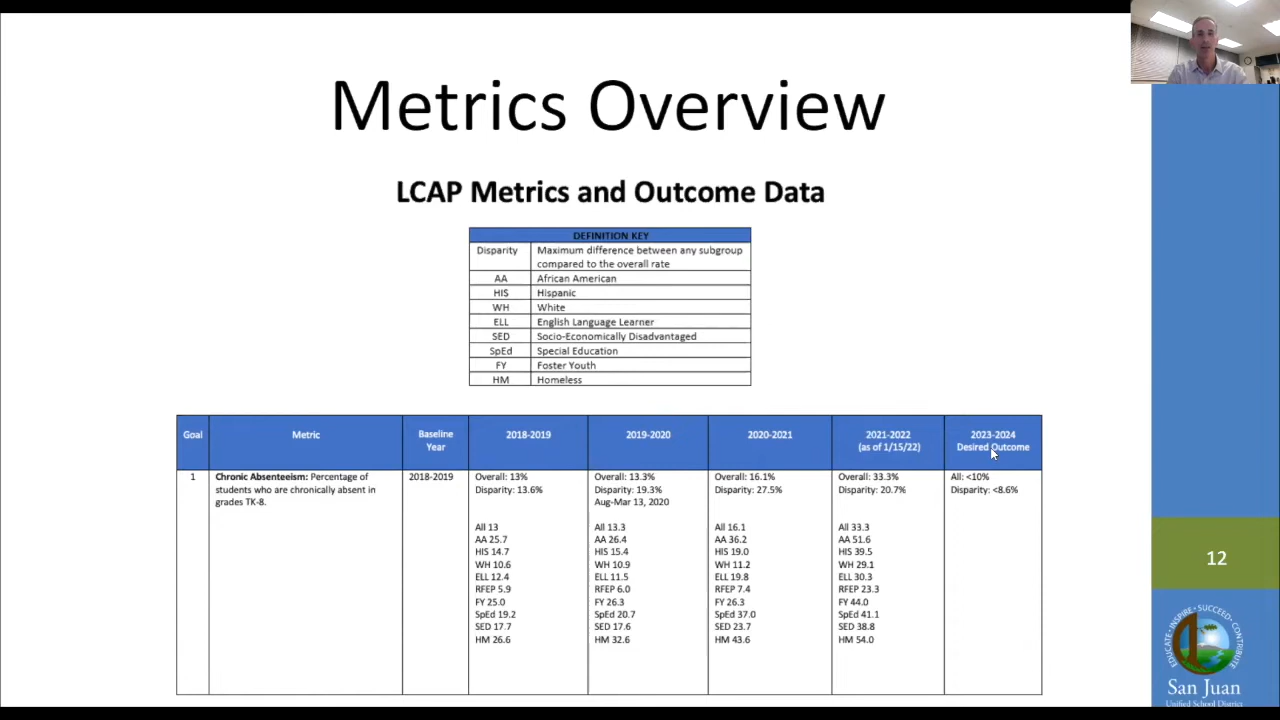 Metrics Overview
LCAP Metrics and Outcome Data
DEFINITION KEY
Disparity Maximum difference between any subgroup
compared to the overall rate
AA African American
HIS Hispanic
WH White
ELL English Language Learner
SED Socio-Economically Disadvantaged
SpEd Special Education
FY Foster Youth
HM Homeless
Goal Metric Baseline Year 2018-2019 2019-2020 2020-2021 2021-2022 (as of 1/15/22) 2023-2024 Desired Outcome
1 Chronic Absenteeism: Percentage of 2018-2019 Overall: 13% Overall: 13.3% Overall: 16.1% Overall: 33.3% All: <10%
students who are chronically absent in Disparity: 13.6% Disparity: 19.3% Disparity: 27.5% Disparity: 20.7% Disparity: <8.6%
grades TK-8. Aug-Mar 13, 2020
All 13 All 13.3 All 16.1 All 33.3
AA 25.7 AA 26.4 AA 36.2 AA 51.6
HIS 14.7 HIS 15.4 HIS 19.0 HIS 39.5
WH 10.6 WH 10.9 WH 11.2 WH 29.1
ELL 12.4 ELL 11.5 ELL 19.8 ELL 30.3
RFEP 5.9 RFEP 6.0 RFEP 7.4 RFEP 23.3
FY 25.0 FY 26.3 FY 26.3 FY 44.0
SpEd 19.2 SpEd 20.7 SpEd 37.0 SpEd 41.1
SED 17.7 SED 17.6 SED 23.7 SED 38.8
HM 26.6 HM 32.6 HM 43.6 HM 54.0
12
EDUCATE · INSPIRE · SUCCEED · CONTRIBUTE
San Juan
Unified School District